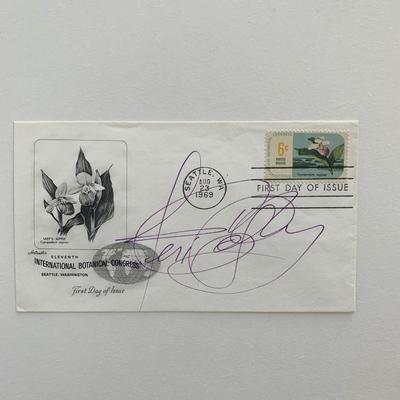 6¢
UNITED STATES
Cypripedium reginae
SEATTLE, WA
AUG
23
1969
FIRST DAY OF ISSUE
LADY'S SLIPPER
Cypripedium reginae
Artcraft
ELEVENTH
INTERNATIONAL BOTANICAL CONGRESS
SEATTLE, WASHINGTON
First Day of Issue